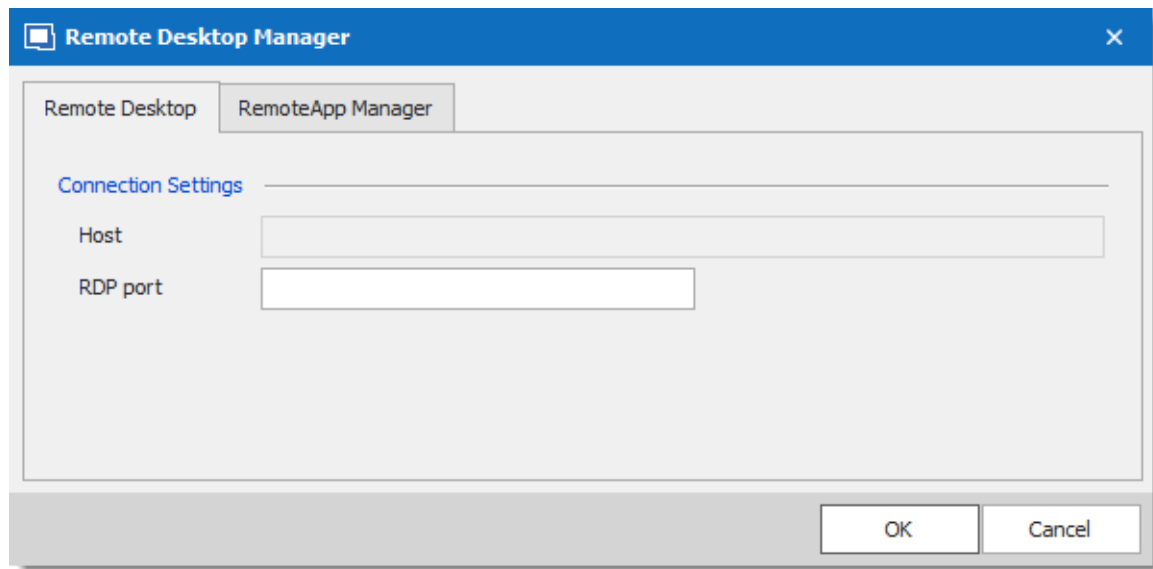 Remote Desktop Manager
Remote Desktop RemoteApp Manager
Connection Settings
Host
RDP port
OK Cancel